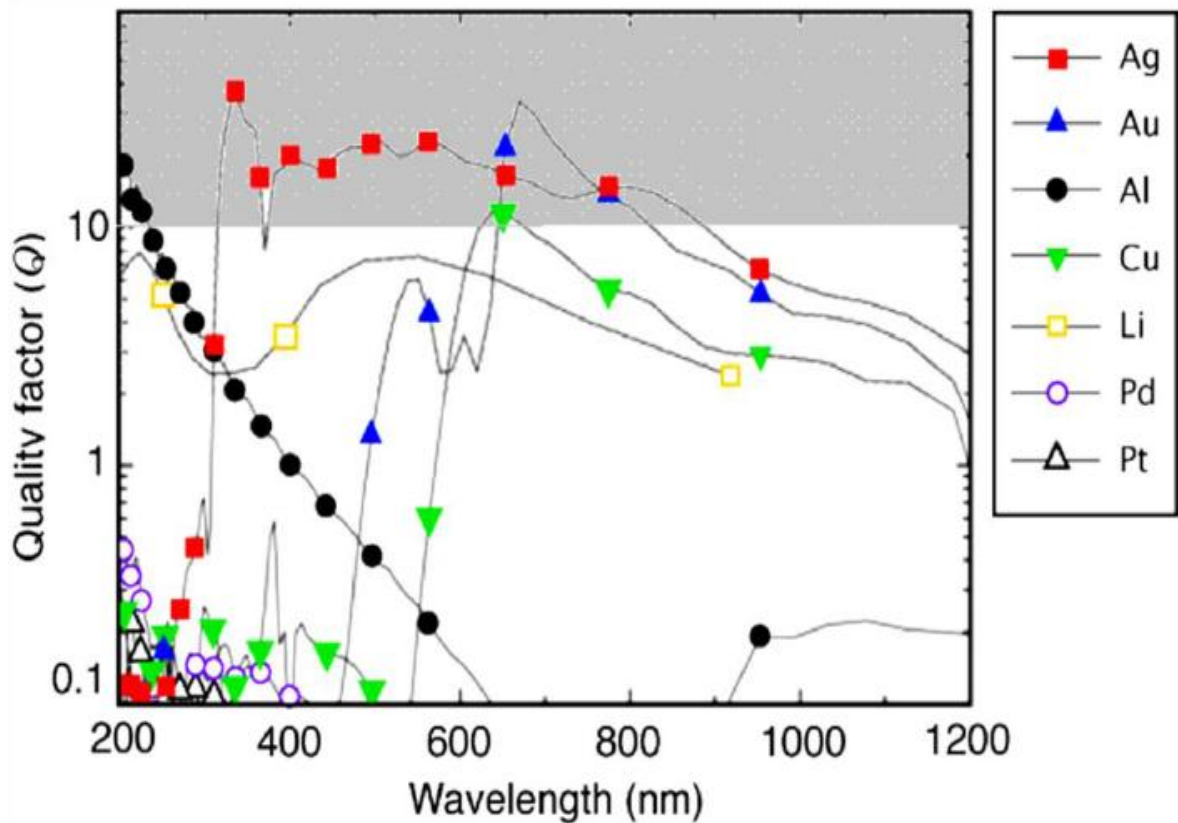 Quality factor (Q)
10
1
0.1
200
400
600
800
1000
1200
Wavelength (nm)
Ag
Au
Al
Cu
Li
Pd
Pt